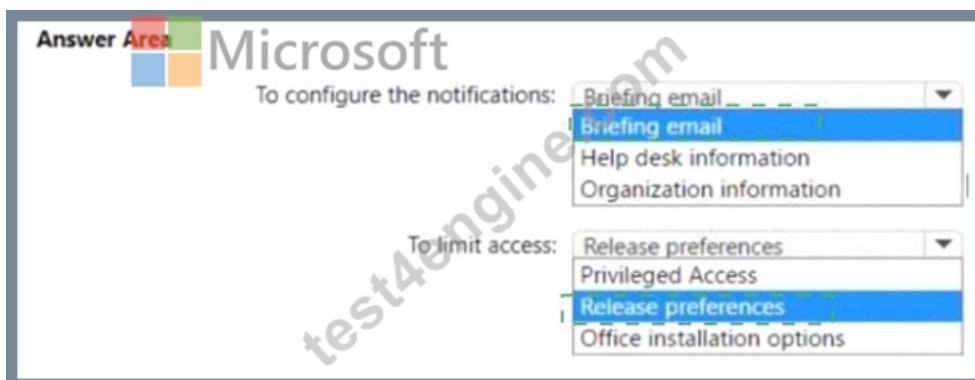 Answer Area
Microsoft
To configure the notifications: Briefing email
Briefing email
Help desk information
Organization information
To limit access: Release preferences
Privileged Access
Release preferences
Office installation options
test4engine.com